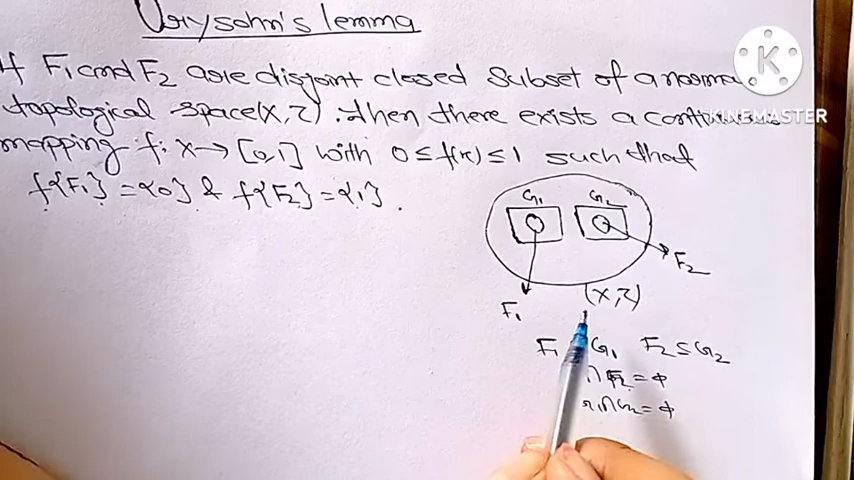 Urysohn's lemma
If F₁ and F₂ are disjoint closed subset of a norma
topological space (X, τ). Then there exists a continuous
mapping f: X → [0,1] with 0 ≤ f(x) ≤ 1 such that
f{F₁} = {0} & f{F₂} = {1}.
G₁ G₂
F₂
F₁
(X, τ)
F₁ G₁ F₂ ⊆ G₂
∩ F₂ = φ
∩ G₂ = φ
K
KINEMASTER